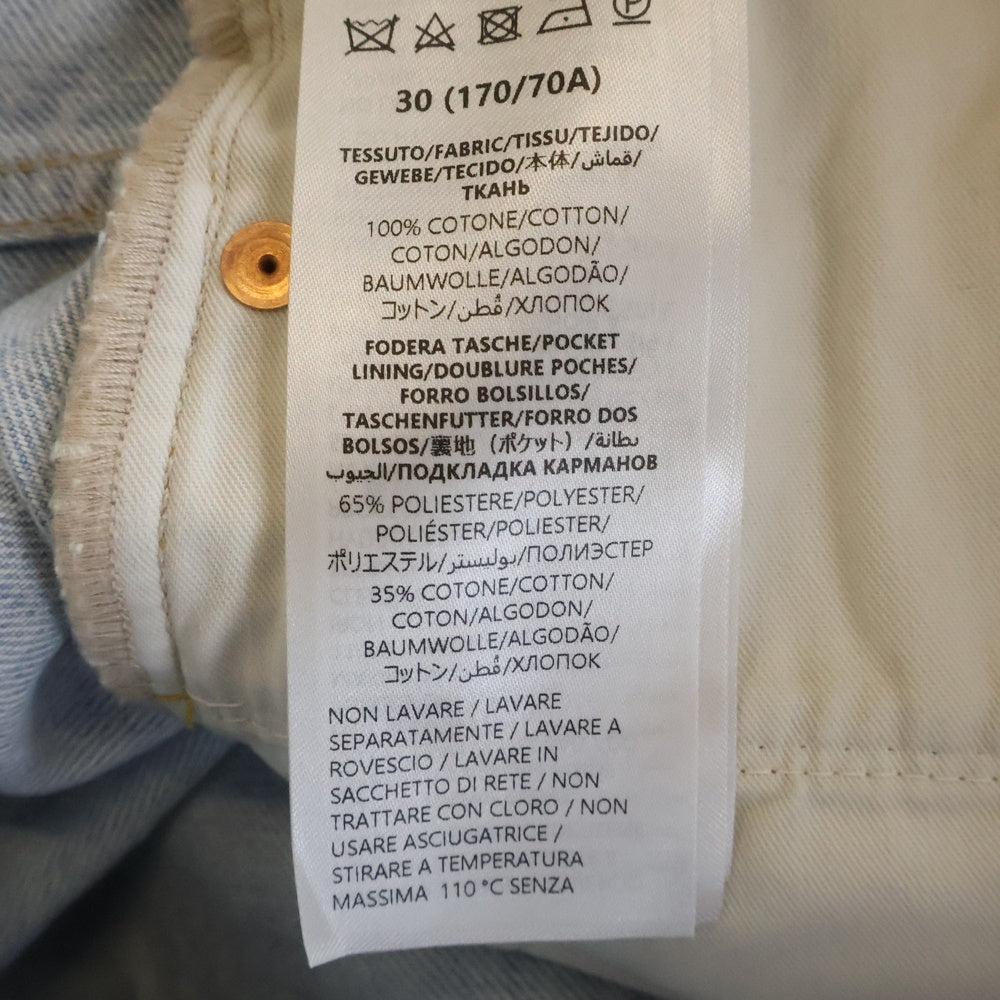 P
30 (170/70A)
TESSUTO/FABRIC/TISSU/TEJIDO/
GEWEBE/TECIDO/本体/قماش/
ТКАНЬ
100% COTONE/COTTON/
COTON/ALGODON/
BAUMWOLLE/ALGODÃO/
コットン/قُطن/ХЛОПОК
FODERA TASCHE/POCKET
LINING/DOUBLURE POCHES/
FORRO BOLSILLOS/
TASCHENFUTTER/FORRO DOS
BOLSOS/裏地（ポケット）/بطانة
الجيوب/ПОДКЛАДКА КАРМАНОВ
65% POLIESTERE/POLYESTER/
POLIÉSTER/POLIESTER/
ポリエステル/بوليستر/ПОЛИЭСТЕР
35% COTONE/COTTON/
COTON/ALGODON/
BAUMWOLLE/ALGODÃO/
コットン/قُطن/ХЛОПОК
NON LAVARE / LAVARE
SEPARATAMENTE / LAVARE A
ROVESCIO / LAVARE IN
SACCHETTO DI RETE / NON
TRATTARE CON CLORO / NON
USARE ASCIUGATRICE /
STIRARE A TEMPERATURA
MASSIMA 110 °C SENZA